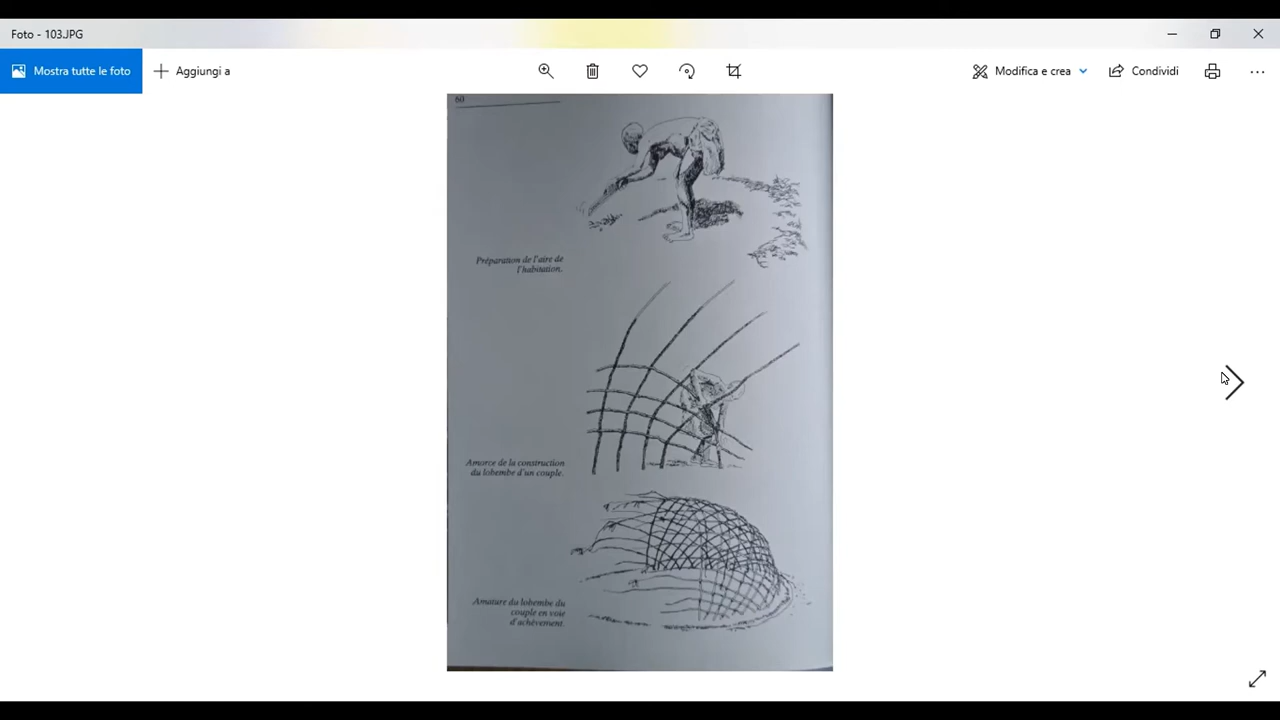 Foto - 103.JPG
Mostra tutte le foto
Aggiungi a
Modifica e crea
Condividi
60
Préparation de l'aire de
l'habitation.
Amorce de la construction
du lobembe d'un couple.
Amature du lobembe du
couple en voie
d'achèvement.